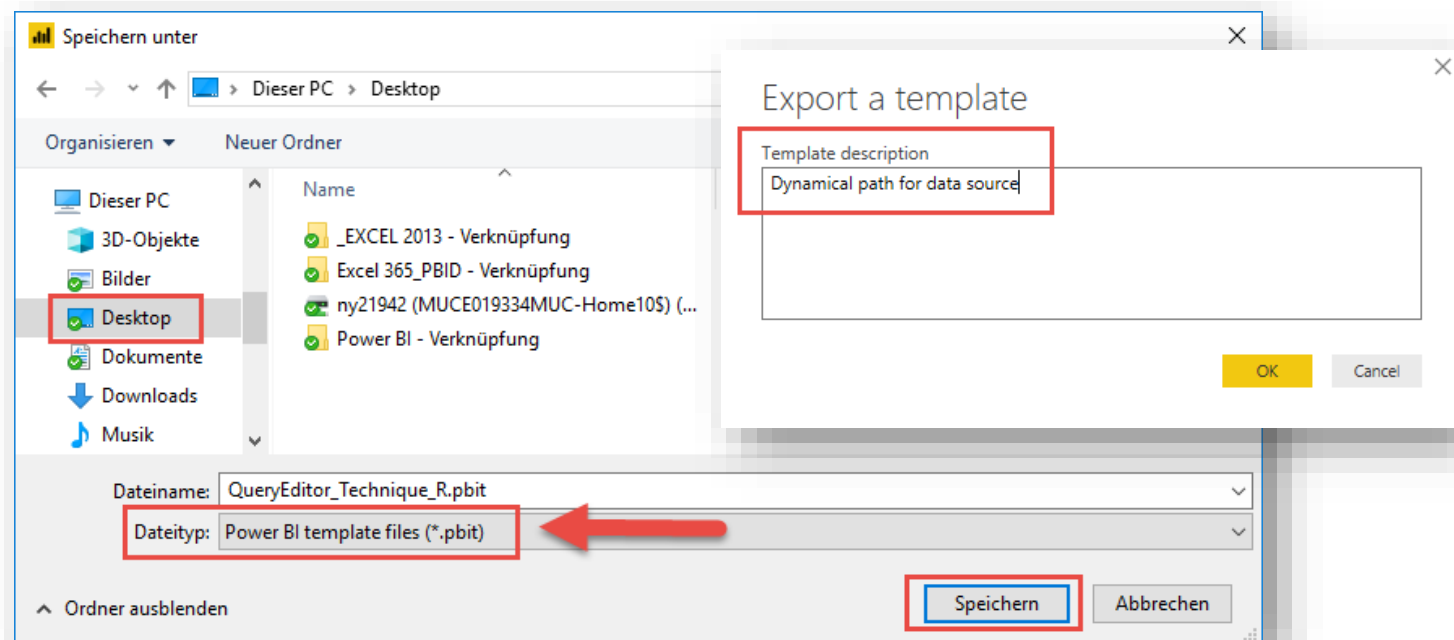 Speichern unter
Dieser PC > Desktop
Organisieren
Neuer Ordner
Dieser PC
3D-Objekte
Bilder
Desktop
Dokumente
Downloads
Musik
Name
_EXCEL 2013 - Verknüpfung
Excel 365_PBID - Verknüpfung
ny21942 (MUCE019334MUC-Home10$) (...
Power BI - Verknüpfung
Export a template
Template description
Dynamical path for data source
OK
Cancel
Dateiname: QueryEditor_Technique_R.pbit
Dateityp: Power BI template files (*.pbit)
Ordner ausblenden
Speichern
Abbrechen